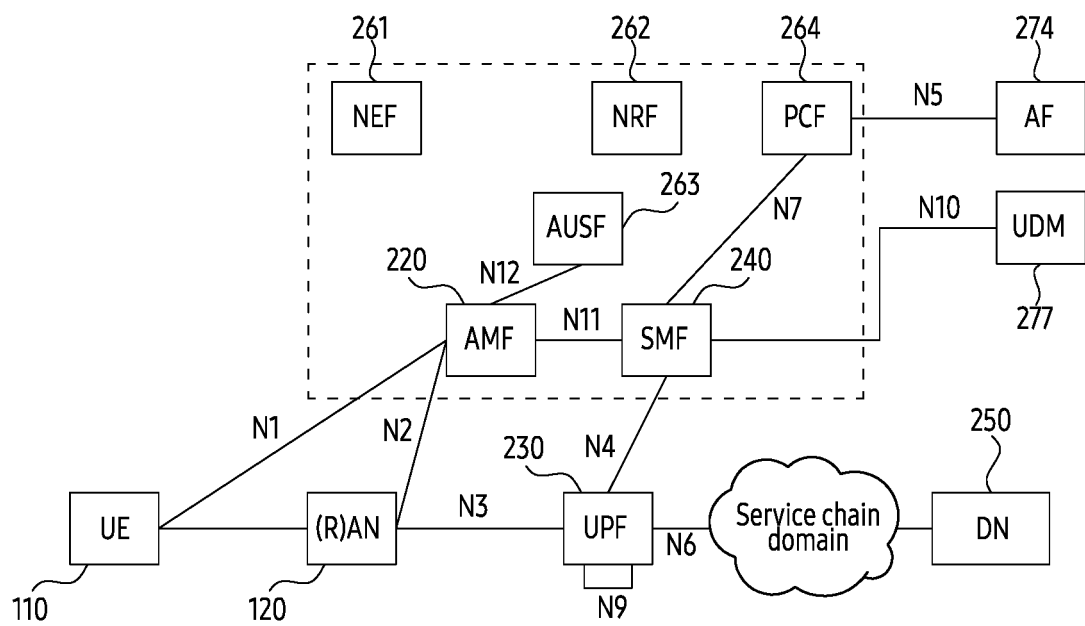 261
262
264
274
NEF
NRF
PCF
N5
AF
263
AUSF
N7
N10
UDM
220
N12
240
277
AMF
N11
SMF
N1
N2
N4
230
250
UE
(R)AN
N3
UPF
N6
Service chain
domain
DN
N9
110
120